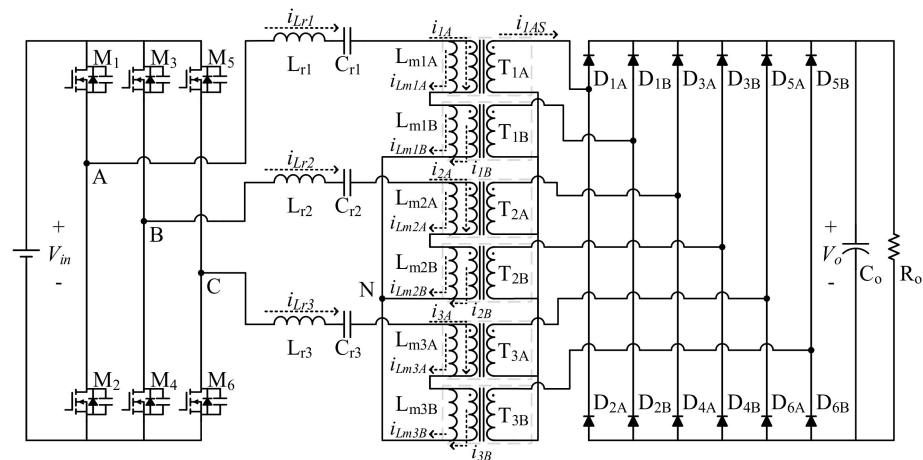 i_Lr1
L_r1
C_r1
i_1A
i_1AS
L_m1A
i_Lm1A
T_1A
L_m1B
i_Lm1B
T_1B
i_1B
M_1
M_3
M_5
A
B
C
i_Lr2
L_r2
C_r2
i_2A
L_m2A
i_Lm2A
T_2A
L_m2B
i_Lm2B
T_2B
i_2B
N
i_Lr3
L_r3
C_r3
i_3A
L_m3A
i_Lm3A
T_3A
L_m3B
i_Lm3B
T_3B
i_3B
M_2
M_4
M_6
+
V_in
-
D_1A
D_1B
D_3A
D_3B
D_5A
D_5B
D_2A
D_2B
D_4A
D_4B
D_6A
D_6B
+
V_o
-
C_o
R_o